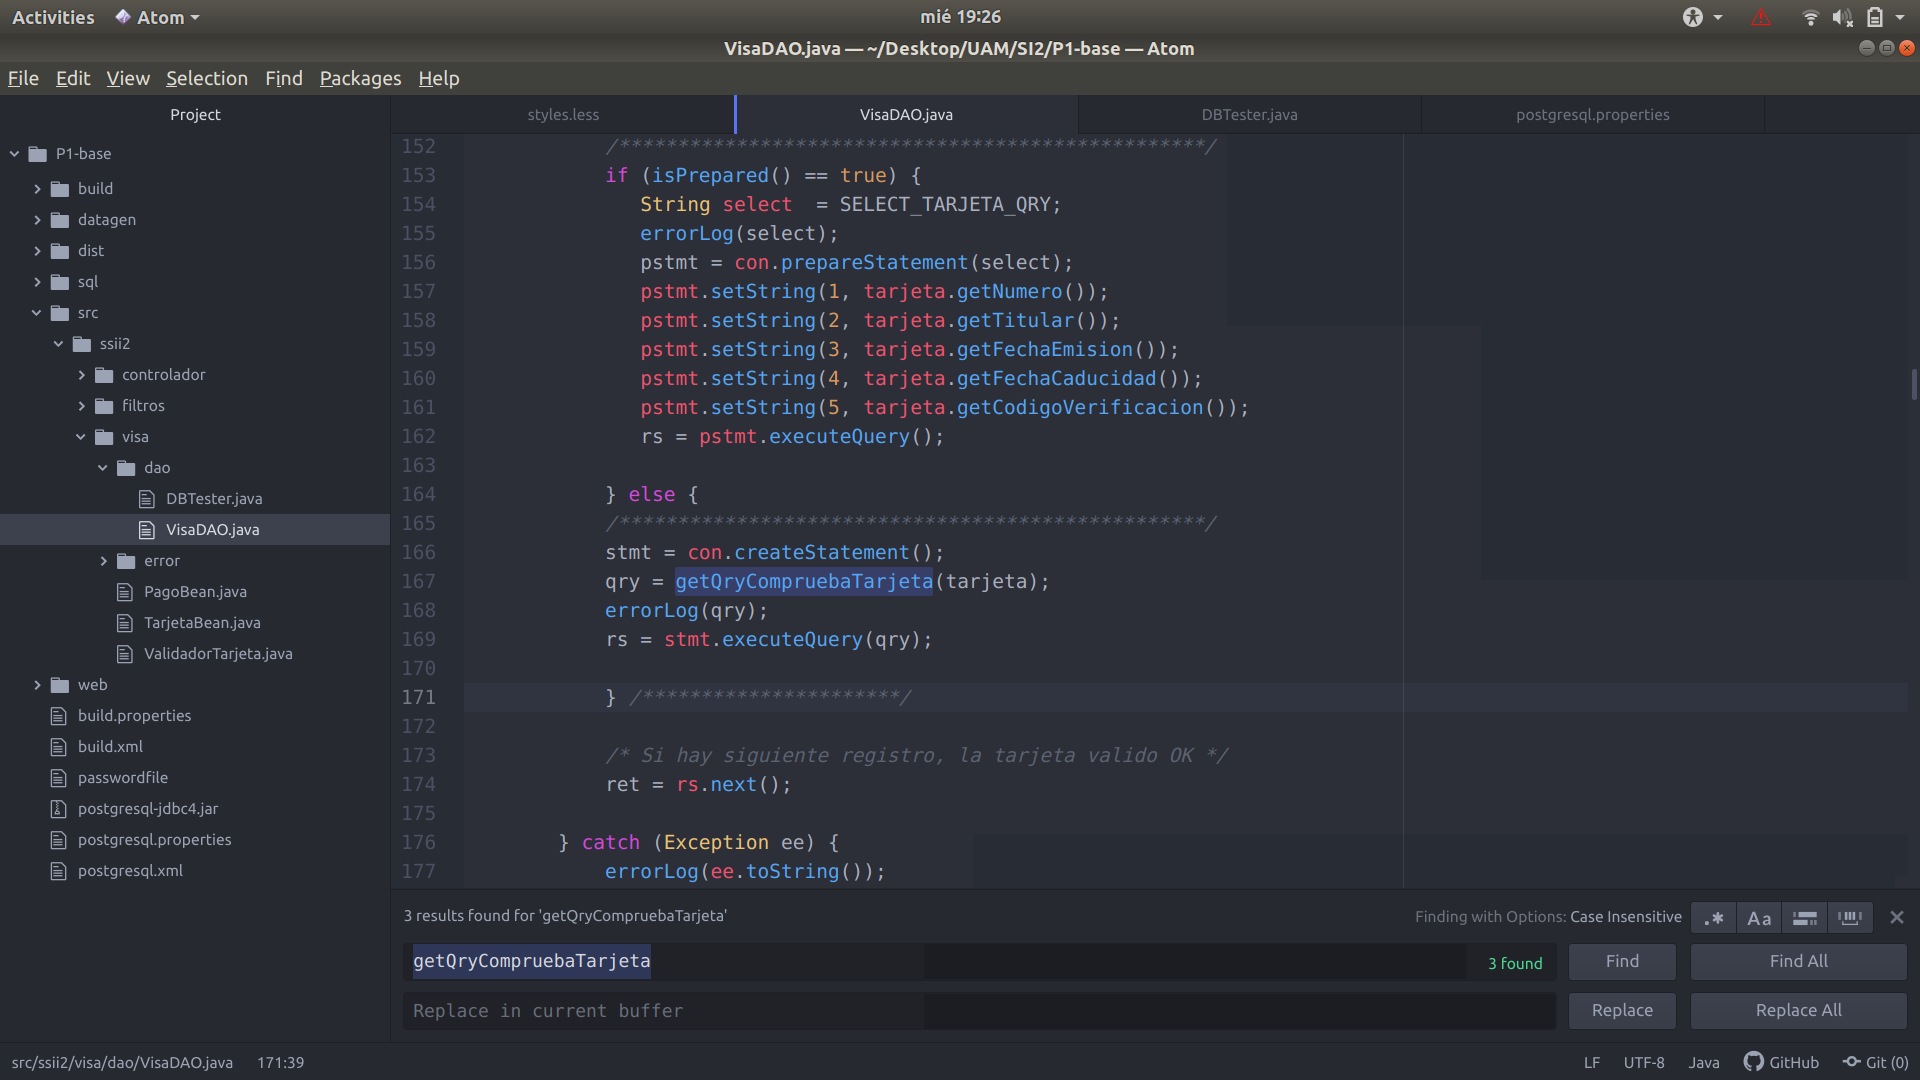 Activities Atom mié 19:26
VisaDAO.java — ~/Desktop/UAM/SI2/P1-base — Atom
File Edit View Selection Find Packages Help
Project
P1-base
build
datagen
dist
sql
src
ssii2
controlador
filtros
visa
dao
DBTester.java
VisaDAO.java
error
PagoBean.java
TarjetaBean.java
ValidadorTarjeta.java
web
build.properties
build.xml
passwordfile
postgresql-jdbc4.jar
postgresql.properties
postgresql.xml
styles.less VisaDAO.java DBTester.java postgresql.properties
152 /**************************************************/
153 if (isPrepared() == true) {
154 String select  = SELECT_TARJETA_QRY;
155 errorLog(select);
156 pstmt = con.prepareStatement(select);
157 pstmt.setString(1, tarjeta.getNumero());
158 pstmt.setString(2, tarjeta.getTitular());
159 pstmt.setString(3, tarjeta.getFechaEmision());
160 pstmt.setString(4, tarjeta.getFechaCaducidad());
161 pstmt.setString(5, tarjeta.getCodigoVerificacion());
162 rs = pstmt.executeQuery();
163
164 } else {
165 /**************************************************/
166 stmt = con.createStatement();
167 qry = getQryCompruebaTarjeta(tarjeta);
168 errorLog(qry);
169 rs = stmt.executeQuery(qry);
170
171 } /**********************/
172
173 /* Si hay siguiente registro, la tarjeta valido OK */
174 ret = rs.next();
175
176 } catch (Exception ee) {
177 errorLog(ee.toString());
3 results found for 'getQryCompruebaTarjeta' Finding with Options: Case Insensitive .* Aa
getQryCompruebaTarjeta 3 found Find Find All
Replace in current buffer Replace Replace All
src/ssii2/visa/dao/VisaDAO.java 171:39 LF UTF-8 Java GitHub Git (0)